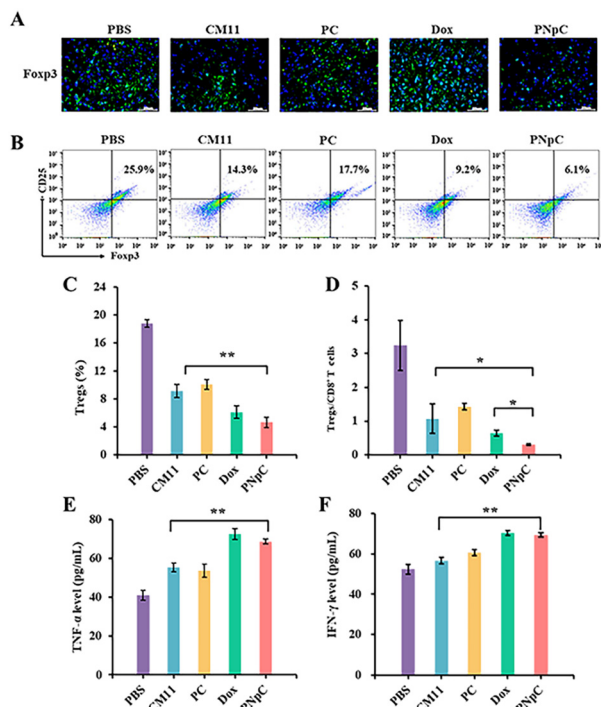 A
PBS CM11 PC Dox PNpC
Foxp3
B
PBS CM11 PC Dox PNpC
25.9% 14.3% 17.7% 9.2% 6.1%
CD25
Foxp3
C
Tregs (%)
24
20
16
12
8
4
0
**
PBS CM11 PC Dox PNpC
D
Tregs/CD8⁺T cells
5
4
3
2
1
0
*
*
PBS CM11 PC Dox PNpC
E
TNF-α level (pg/mL)
80
60
40
20
0
**
PBS CM11 PC Dox PNpC
F
IFN-γ level (pg/mL)
80
60
40
20
0
**
PBS CM11 PC Dox PNpC